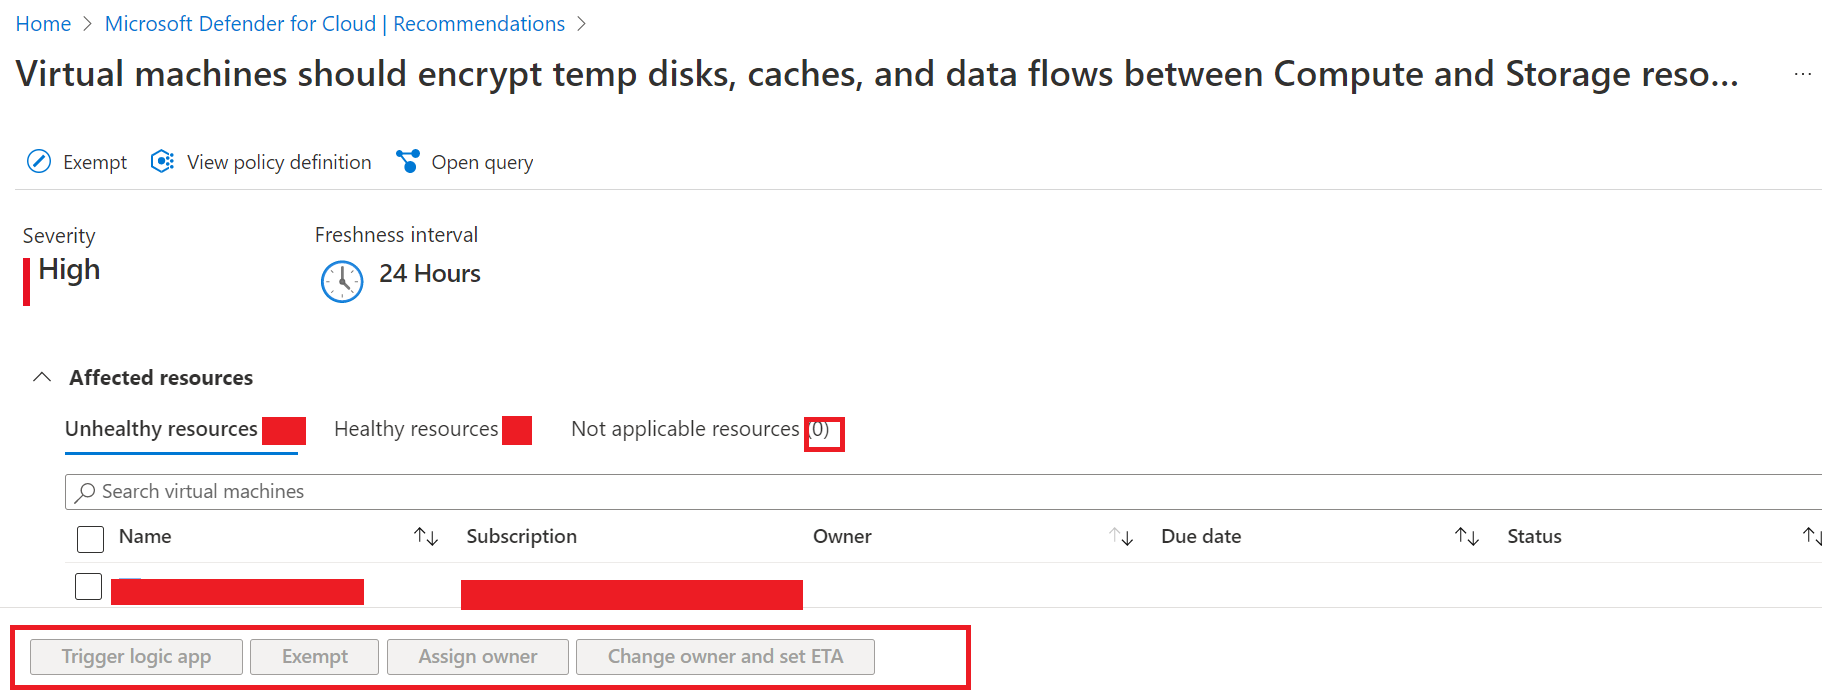 Home > Microsoft Defender for Cloud | Recommendations >
Virtual machines should encrypt temp disks, caches, and data flows between Compute and Storage reso... ...
Exempt View policy definition Open query
Severity Freshness interval
High 24 Hours
Affected resources
Unhealthy resources Healthy resources Not applicable resources (0)
Search virtual machines
Name Subscription Owner Due date Status
Trigger logic app Exempt Assign owner Change owner and set ETA